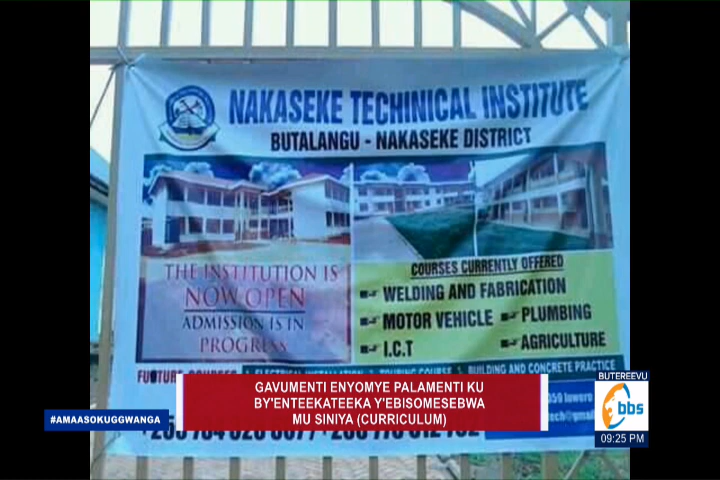 NAKASEKE TECHINICAL INSTITUTE
BUTALANGU - NAKASEKE DISTRICT
THE INSTITUTION IS
NOW OPEN
ADMISSION IS IN
PROGRESS
COURSES CURRENTLY OFFERED
WELDING AND FABRICATION
MOTOR VEHICLE
PLUMBING
I.C.T
AGRICULTURE
BUILDING AND CONCRETE PRACTICE
GAVUMENTI ENYOMYE PALAMENTI KU
BY'ENTEEKATEEKA Y'EBISOMESEBWA
MU SINIYA (CURRICULUM)
#AMAASOKUGGWANGA
BUTEREEVU
bbs
09:25 PM